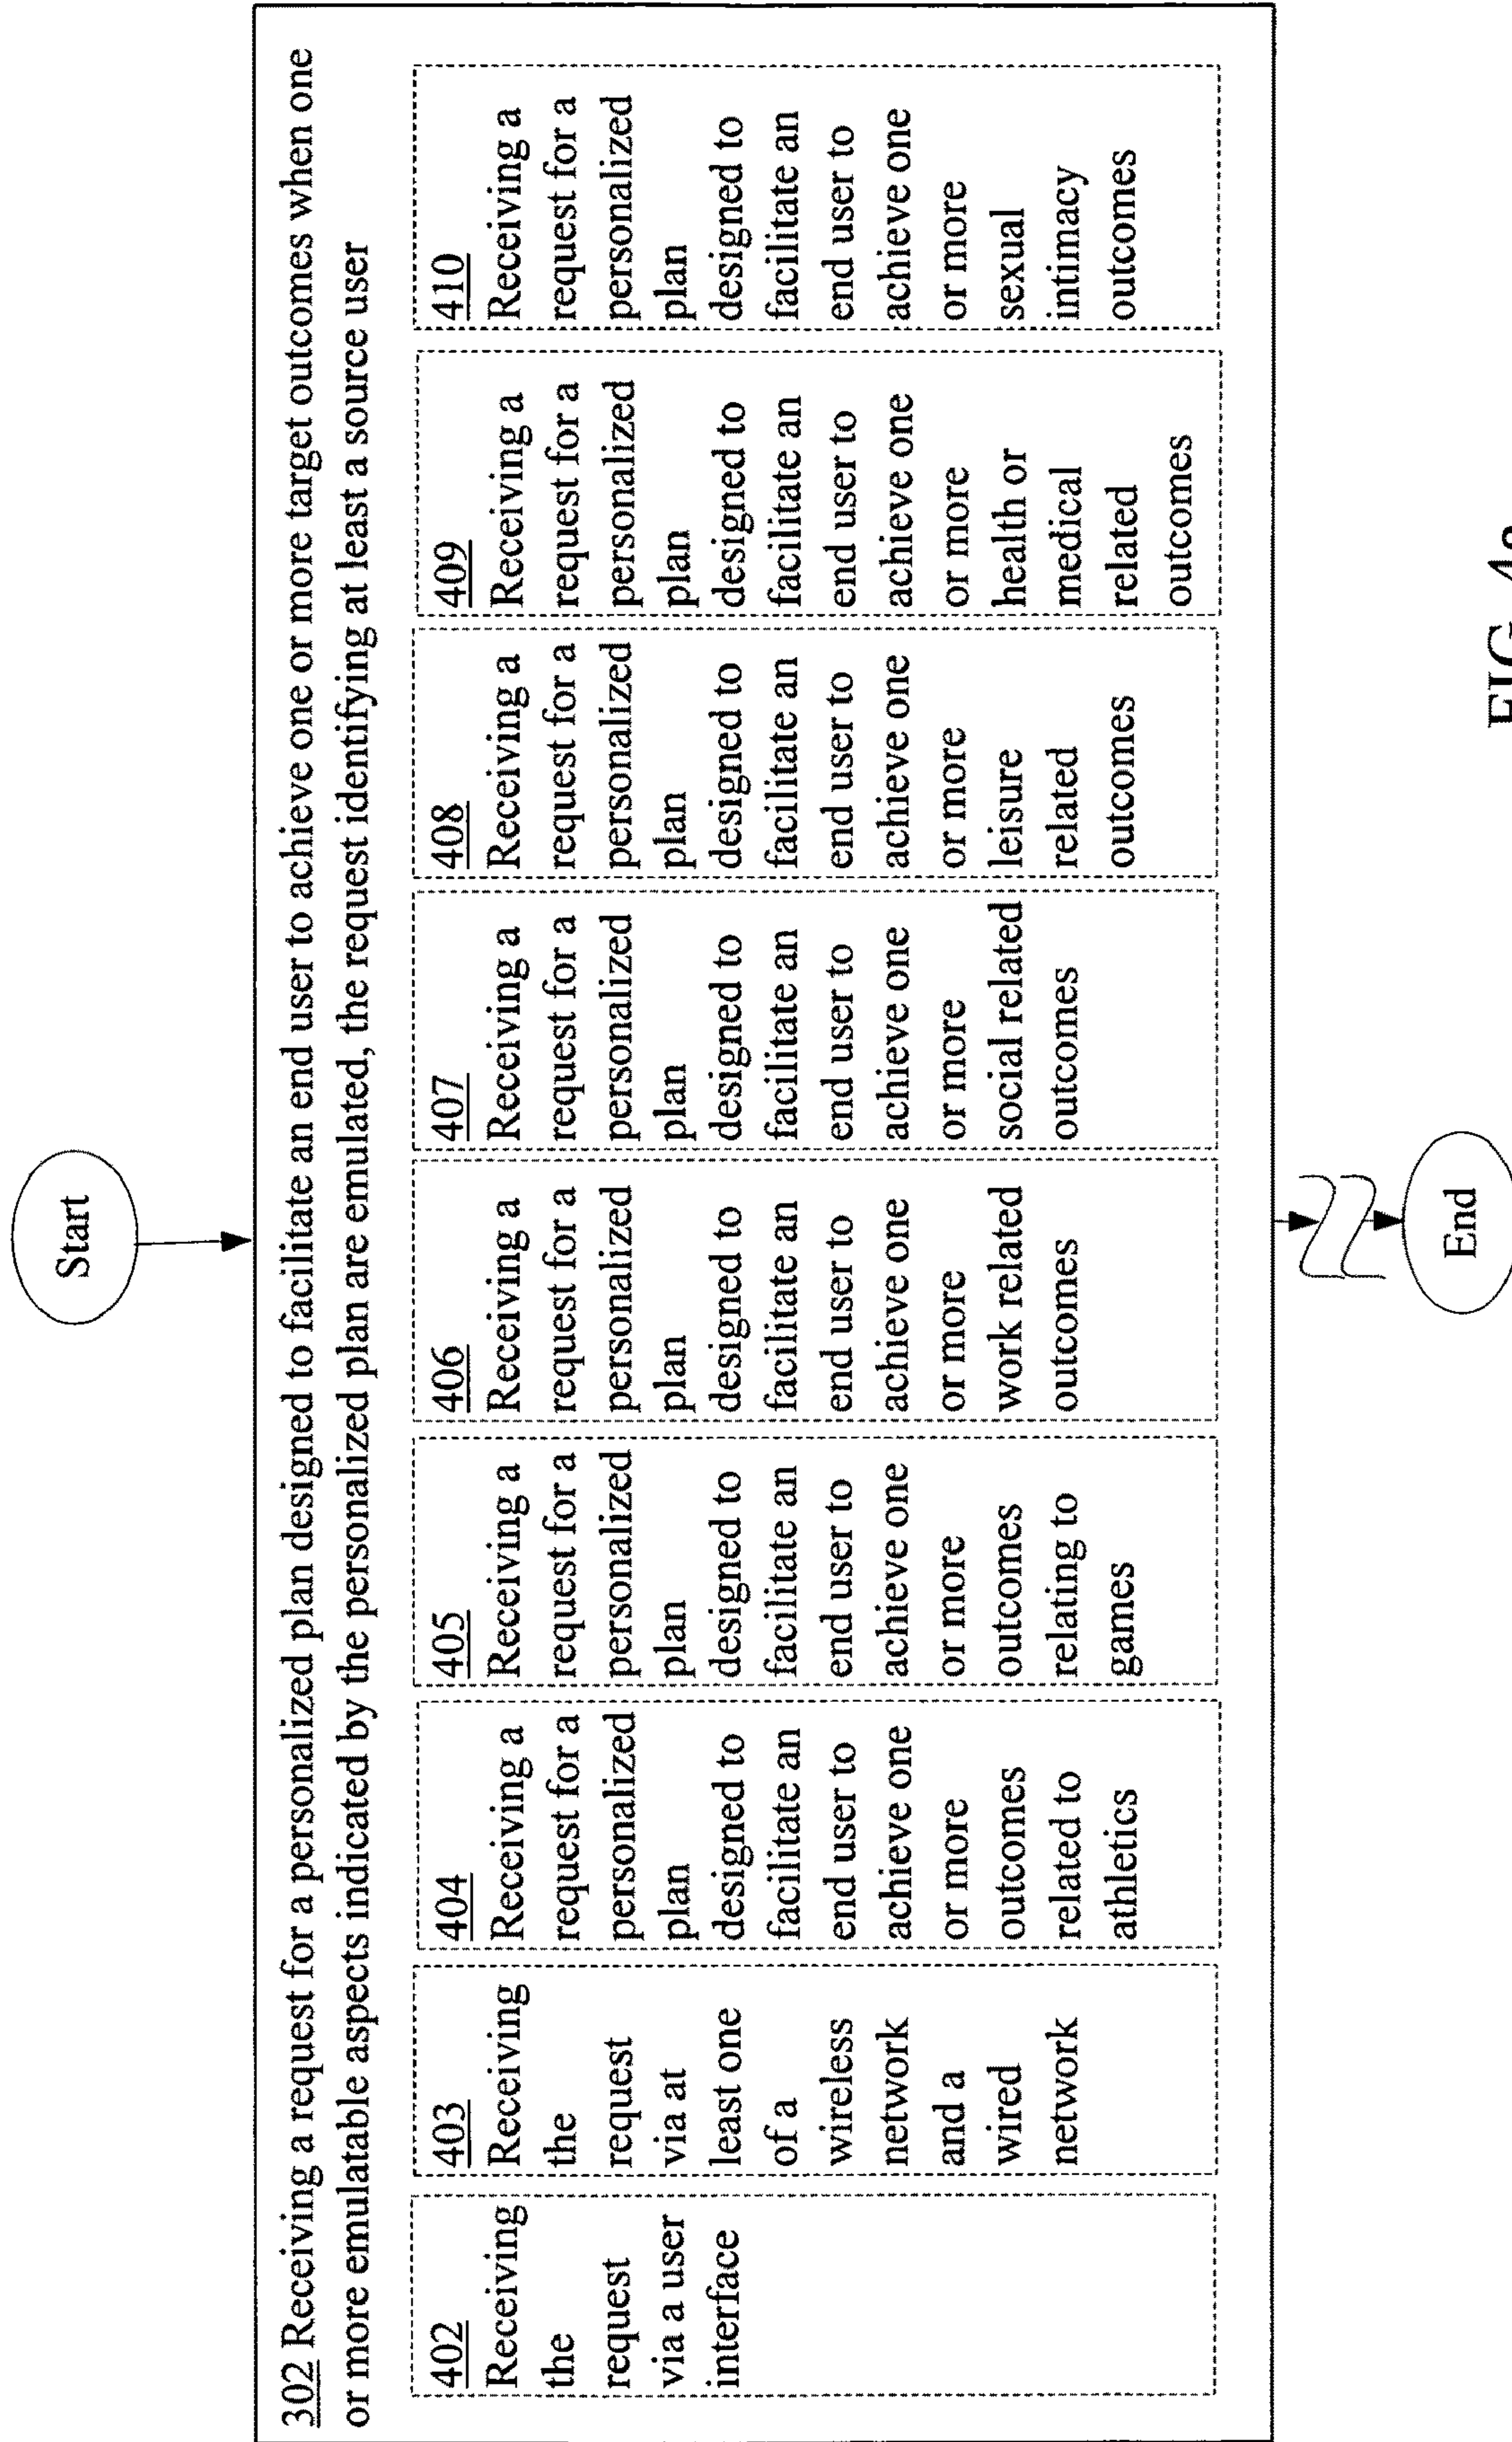 Start
302 Receiving a request for a personalized plan designed to facilitate an end user to achieve one or more target outcomes when one
or more emulatable aspects indicated by the personalized plan are emulated, the request identifying at least a source user
402
Receiving
the
request
via a user
interface
403
Receiving
the
request
via at
least one
of a
wireless
network
and a
wired
network
404
Receiving a
request for a
personalized
plan
designed to
facilitate an
end user to
achieve one
or more
outcomes
related to
athletics
405
Receiving a
request for a
personalized
plan
designed to
facilitate an
end user to
achieve one
or more
outcomes
relating to
games
406
Receiving a
request for a
personalized
plan
designed to
facilitate an
end user to
achieve one
or more
work related
outcomes
407
Receiving a
request for a
personalized
plan
designed to
facilitate an
end user to
achieve one
or more
social related
outcomes
408
Receiving a
request for a
personalized
plan
designed to
facilitate an
end user to
achieve one
or more
leisure
related
outcomes
409
Receiving a
request for a
personalized
plan
designed to
facilitate an
end user to
achieve one
or more
health or
medical
related
outcomes
410
Receiving a
request for a
personalized
plan
designed to
facilitate an
end user to
achieve one
or more
sexual
intimacy
outcomes
End
FIG. 4a